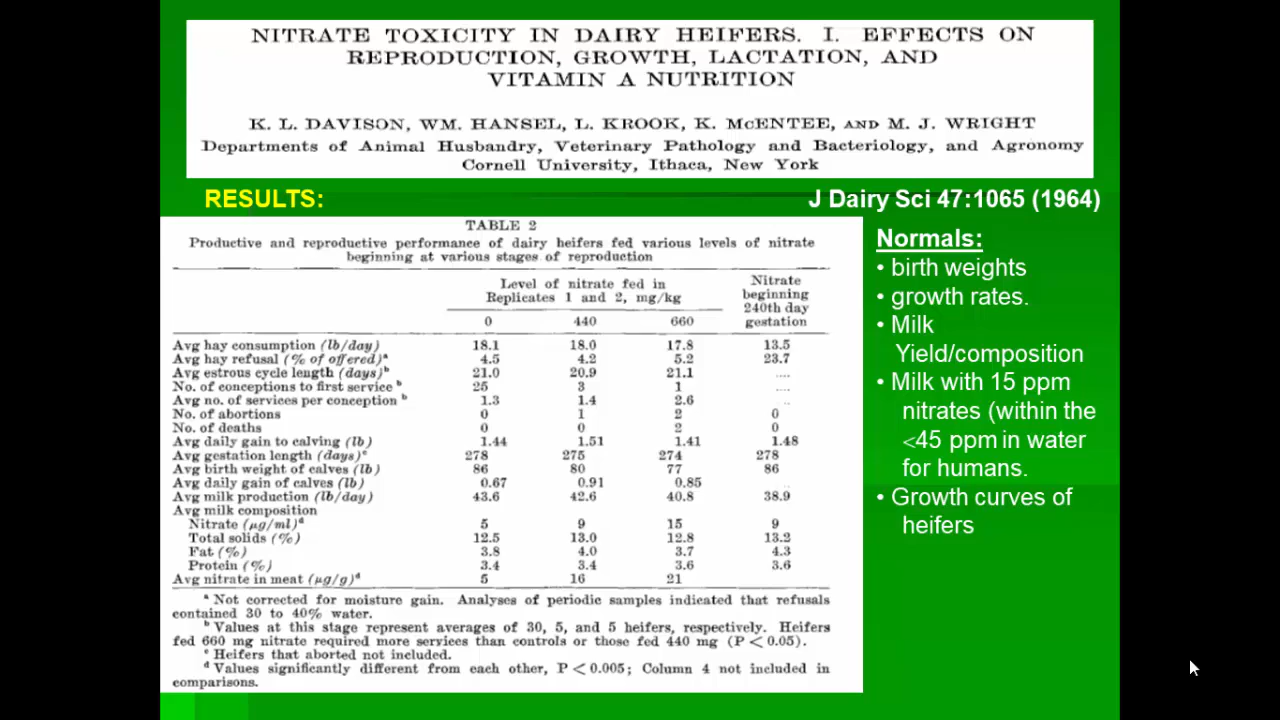 NITRATE TOXICITY IN DAIRY HEIFERS. I. EFFECTS ON
REPRODUCTION, GROWTH, LACTATION, AND
VITAMIN A NUTRITION
K. L. DAVISON, WM. HANSEL, L. KROOK, K. McENTEE, AND M. J. WRIGHT
Departments of Animal Husbandry, Veterinary Pathology and Bacteriology, and Agronomy
Cornell University, Ithaca, New York
RESULTS:
J Dairy Sci 47:1065 (1964)
TABLE 2
Productive and reproductive performance of dairy heifers fed various levels of nitrate
beginning at various stages of reproduction
Level of nitrate fed in
Replicates 1 and 2, mg/kg
Nitrate
beginning
240th day
gestation
0 440 660
Avg hay consumption (lb/day) 18.1 18.0 17.8 13.5
Avg hay refusal (% of offered)ᵃ 4.5 4.2 5.2 23.7
Avg estrous cycle length (days)ᵇ 21.0 20.9 21.1 ....
No. of conceptions to first service ᵇ 25 3 1 ....
Avg no. of services per conception ᵇ 1.3 1.4 2.6 ..
No. of abortions 0 1 2 0
No. of deaths 0 0 2 0
Avg daily gain to calving (lb) 1.44 1.51 1.41 1.48
Avg gestation length (days)ᶜ 278 275 274 278
Avg birth weight of calves (lb) 86 80 77 86
Avg daily gain of calves (lb) 0.67 0.91 0.85 ..
Avg milk production (lb/day) 43.6 42.6 40.8 38.9
Avg milk composition
Nitrate (μg/ml)ᵈ 5 9 15 9
Total solids (%) 12.5 13.0 12.8 13.2
Fat (%) 3.8 4.0 3.7 4.3
Protein (%) 3.4 3.4 3.6 3.6
Avg nitrate in meat (μg/g)ᵈ 5 16 21
ᵃ Not corrected for moisture gain. Analyses of periodic samples indicated that refusals
contained 30 to 40% water.
ᵇ Values at this stage represent averages of 30, 5, and 5 heifers, respectively. Heifers
fed 660 mg nitrate required more services than controls or those fed 440 mg (P < 0.05).
ᶜ Heifers that aborted not included.
ᵈ Values significantly different from each other, P < 0.005; Column 4 not included in
comparisons.
Normals:
• birth weights
• growth rates.
• Milk
Yield/composition
• Milk with 15 ppm
nitrates (within the
<45 ppm in water
for humans.
• Growth curves of
heifers